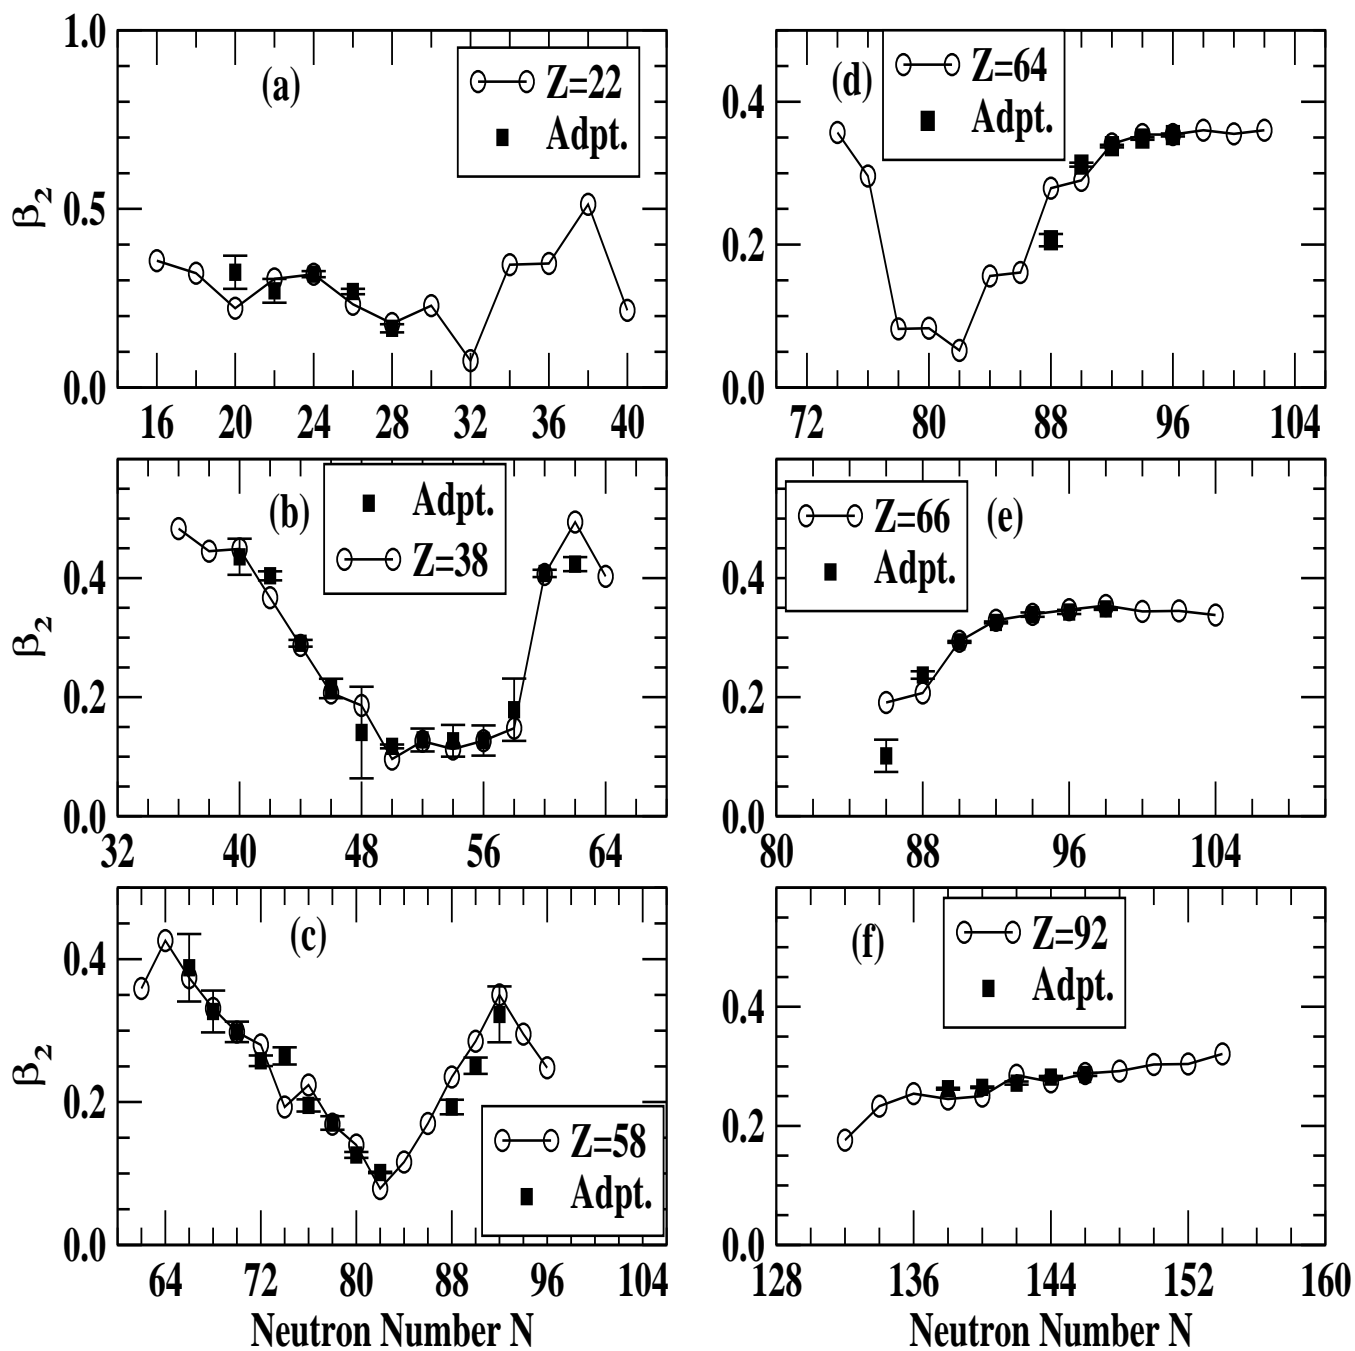 1.0
0.5
0.0
β₂
(a)
Z=22
Adpt.
16 20 24 28 32 36 40
0.4
0.2
0.0
(d)
Z=64
Adpt.
72 80 88 96 104
0.4
0.2
0.0
β₂
(b)
Adpt.
Z=38
32 40 48 56 64
0.4
0.2
0.0
Z=66
Adpt.
(e)
80 88 96 104
0.4
0.2
0.0
β₂
(c)
Z=58
Adpt.
64 72 80 88 96 104
Neutron Number N
0.4
0.2
0.0
(f)
Z=92
Adpt.
128 136 144 152 160
Neutron Number N